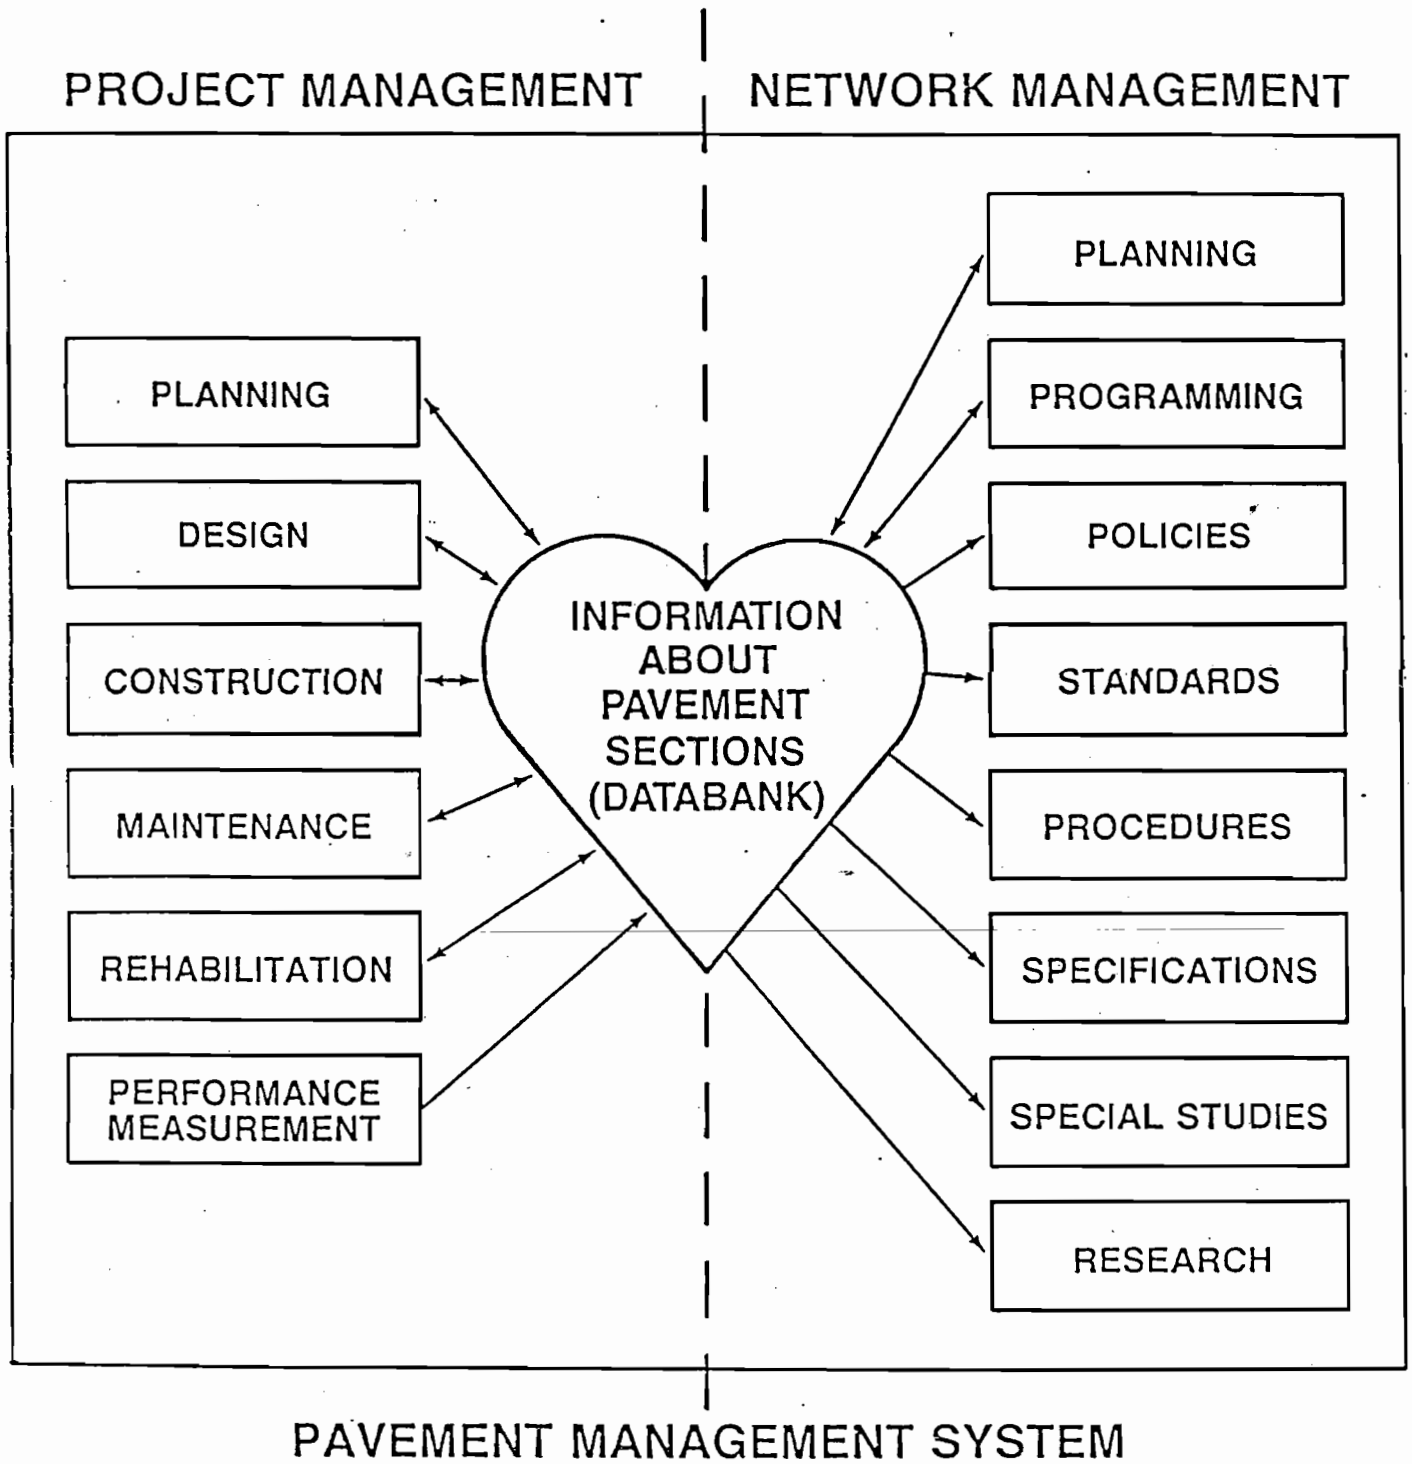 PROJECT MANAGEMENT
NETWORK MANAGEMENT
PLANNING
DESIGN
CONSTRUCTION
MAINTENANCE
REHABILITATION
PERFORMANCE
MEASUREMENT
INFORMATION
ABOUT
PAVEMENT
SECTIONS
(DATABANK)
PLANNING
PROGRAMMING
POLICIES
STANDARDS
PROCEDURES
SPECIFICATIONS
SPECIAL STUDIES
RESEARCH
PAVEMENT MANAGEMENT SYSTEM